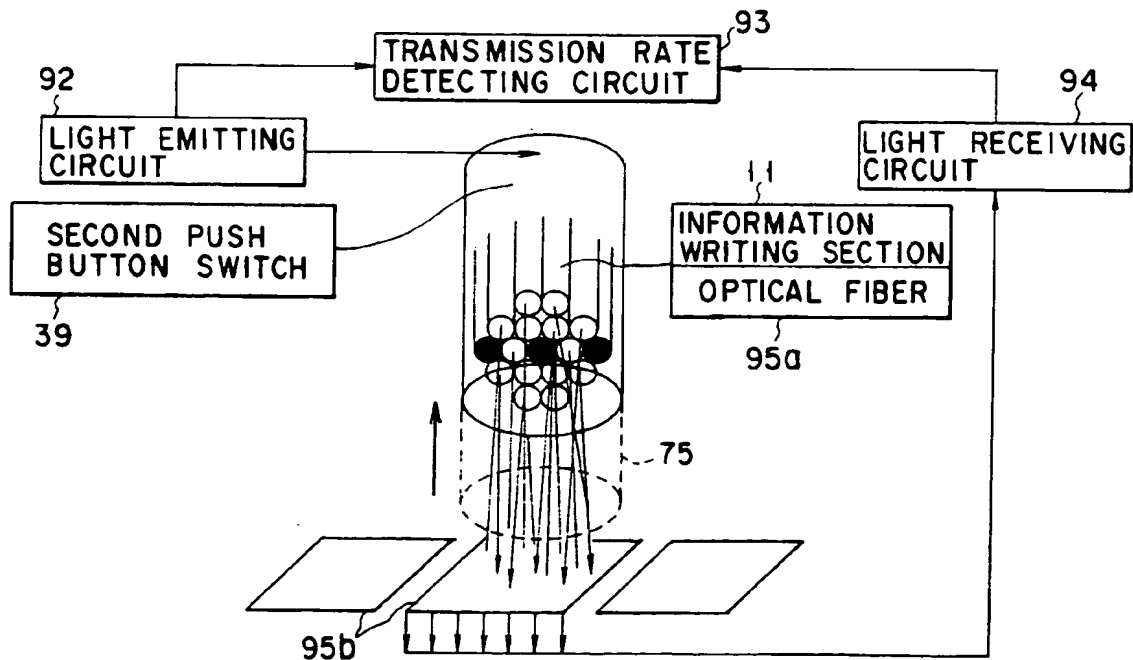 93
TRANSMISSION RATE
DETECTING CIRCUIT
92
LIGHT EMITTING
CIRCUIT
94
LIGHT RECEIVING
CIRCUIT
SECOND PUSH
BUTTON SWITCH
39
11
INFORMATION
WRITING SECTION
OPTICAL FIBER
95a
75
95b